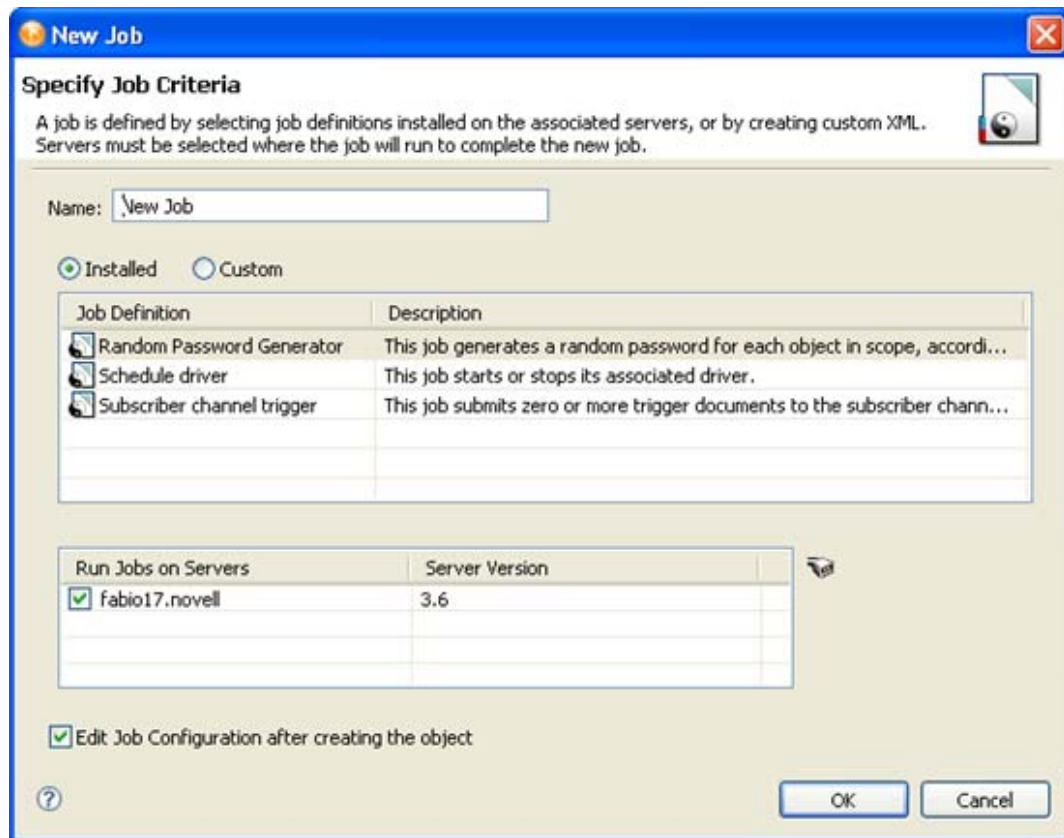 New Job
Specify Job Criteria
A job is defined by selecting job definitions installed on the associated servers, or by creating custom XML.
Servers must be selected where the job will run to complete the new job.
Name: New Job
Installed Custom
Job Definition Description
Random Password Generator This job generates a random password for each object in scope, accordi...
Schedule driver This job starts or stops its associated driver.
Subscriber channel trigger This job submits zero or more trigger documents to the subscriber chann...
Run Jobs on Servers Server Version
fabio17.novell 3.6
Edit Job Configuration after creating the object
OK Cancel